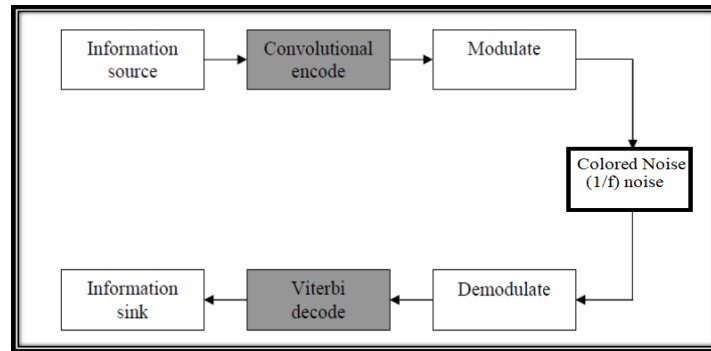 Information
source
Convolutional
encode
Modulate
Colored Noise
(1/f) noise
Information
sink
Viterbi
decode
Demodulate